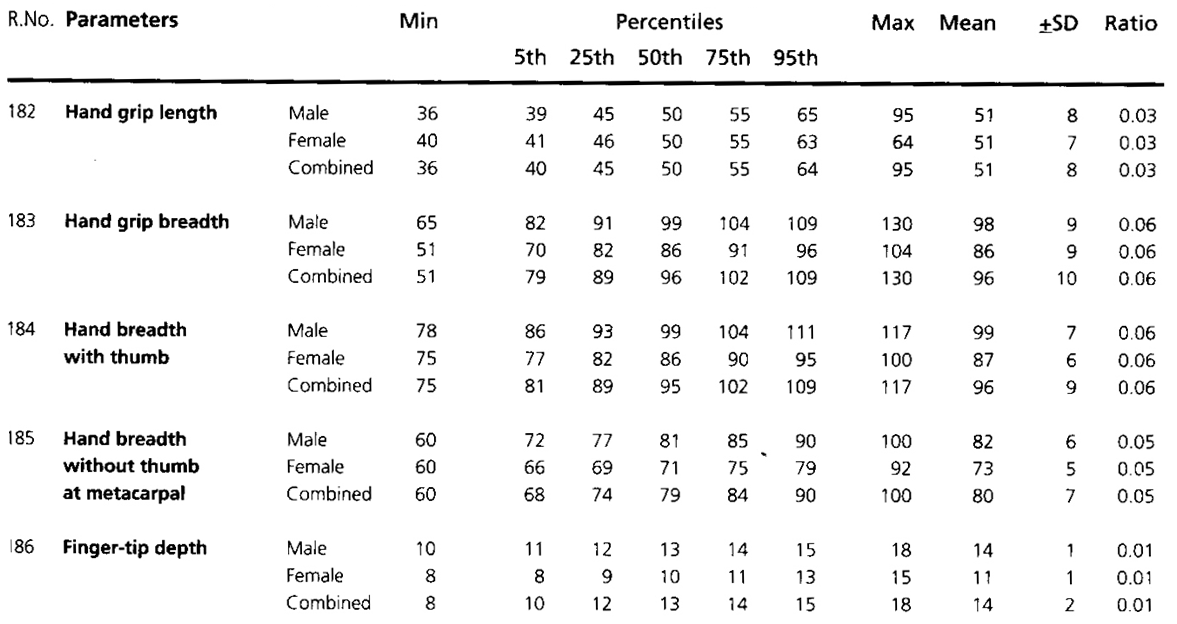 R.No. Parameters Min Percentiles Max Mean ±SD Ratio
5th 25th 50th 75th 95th
182 Hand grip length Male 36 39 45 50 55 65 95 51 8 0.03
Female 40 41 46 50 55 63 64 51 7 0.03
Combined 36 40 45 50 55 64 95 51 8 0.03
183 Hand grip breadth Male 65 82 91 99 104 109 130 98 9 0.06
Female 51 70 82 86 91 96 104 86 9 0.06
Combined 51 79 89 96 102 109 130 96 10 0.06
184 Hand breadth Male 78 86 93 99 104 111 117 99 7 0.06
with thumb Female 75 77 82 86 90 95 100 87 6 0.06
Combined 75 81 89 95 102 109 117 96 9 0.06
185 Hand breadth Male 60 72 77 81 85 90 100 82 6 0.05
without thumb Female 60 66 69 71 75 79 92 73 5 0.05
at metacarpal Combined 60 68 74 79 84 90 100 80 7 0.05
186 Finger-tip depth Male 10 11 12 13 14 15 18 14 1 0.01
Female 8 8 9 10 11 13 15 11 1 0.01
Combined 8 10 12 13 14 15 18 14 2 0.01